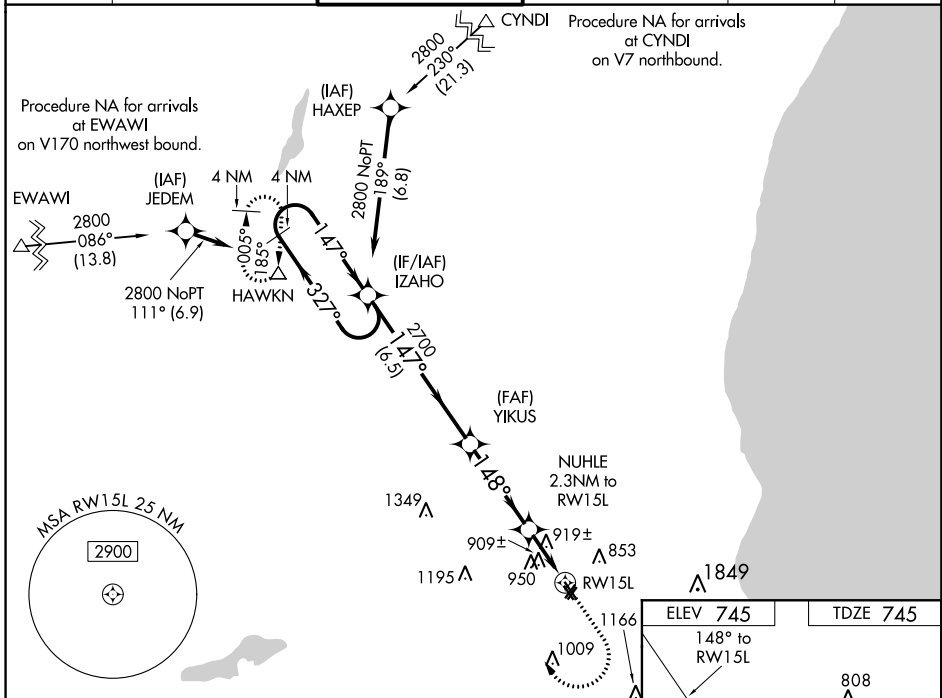 CYNDI
Procedure NA for arrivals
at CYNDI
on V7 northbound.
2800
230°
(21.3)
(IAF)
HAXEP
Procedure NA for arrivals
at EWAWI
on V170 northwest bound.
2800 NoPT
189°
(6.8)
4 NM
4 NM
(IAF)
JEDEM
EWAWI
2800
086°
(13.8)
005°
185°
147°
(IF/IAF)
IZAHO
2800 NoPT
111° (6.9)
HAWKN
327°
2700
147°
(6.5)
(FAF)
YIKUS
148°
NUHLE
2.3NM to
RW15L
1349
MSA RW15L 25 NM
2900
909±
919±
853
950
1195
RW15L
1849
1166
ELEV 745
TDZE 745
148° to
RW15L
1009
808